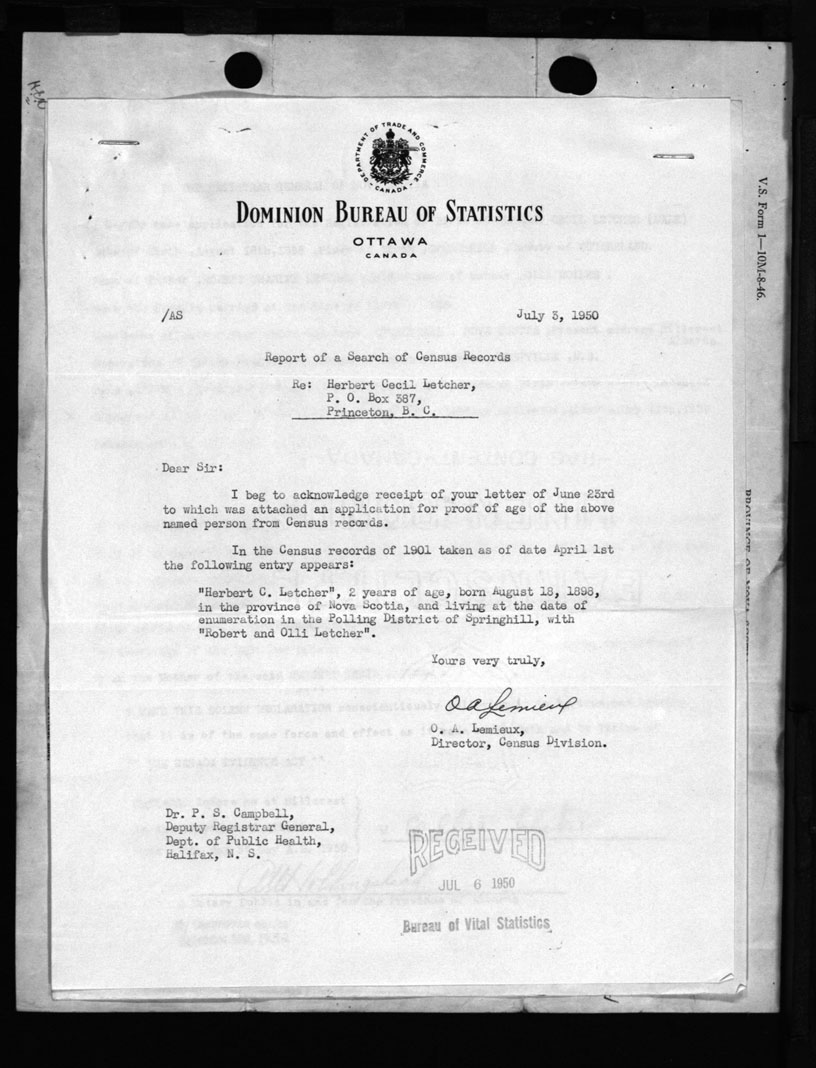 DEPARTMENT OF TRADE AND COMMERCE
CANADA
DOMINION BUREAU OF STATISTICS
OTTAWA
CANADA
/AS July 3, 1950
Report of a Search of Census Records
Re: Herbert Cecil Letcher,
P. O. Box 387,
Princeton, B. C.
Dear Sir:
I beg to acknowledge receipt of your letter of June 23rd
to which was attached an application for proof of age of the above
named person from Census records.
In the Census records of 1901 taken as of date April 1st
the following entry appears:
"Herbert C. Letcher", 2 years of age, born August 18, 1898,
in the province of Nova Scotia, and living at the date of
enumeration in the Polling District of Springhill, with
"Robert and Olli Letcher".
Yours very truly,
O A Lemieux
O. A. Lemieux,
Director, Census Division.
Dr. P. S. Campbell,
Deputy Registrar General,
Dept. of Public Health,
Halifax, N. S.
RECEIVED
JUL 6 1950
Bureau of Vital Statistics
V.S. Form 1—10M-8-46.